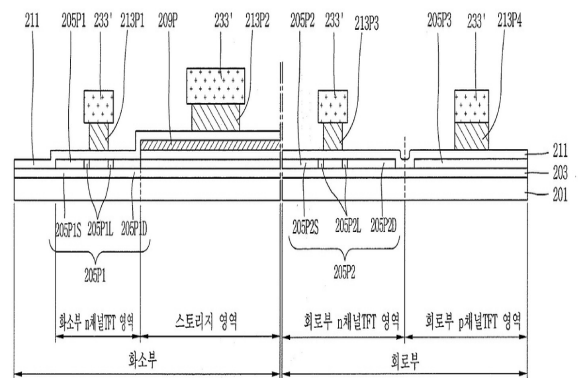 211 205P1 233' 213P1 209P 233' 213P2 205P2 233' 213P3 205P3 233' 213P4
211
203
201
205P1S 205P1L 205P1D 205P2S 205P2L 205P2D
205P1 205P2
화소부 n채널TFT 영역 스토리지 영역 회로부 n채널TFT 영역 회로부 p채널TFT 영역
화소부 회로부